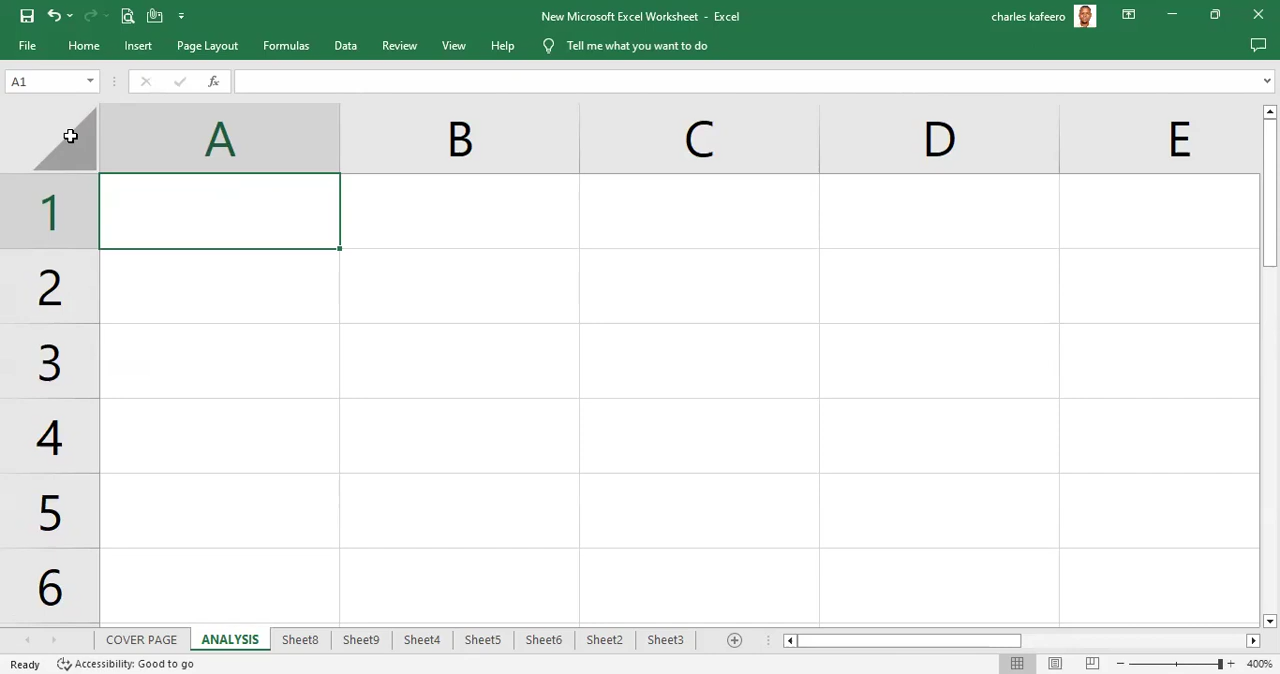 New Microsoft Excel Worksheet - Excel
charles kafeero
File Home Insert Page Layout Formulas Data Review View Help Tell me what you want to do
A1 fx
A B C D E
1
2
3
4
5
6
COVER PAGE ANALYSIS Sheet8 Sheet9 Sheet4 Sheet5 Sheet6 Sheet2 Sheet3
Ready Accessibility: Good to go 400%